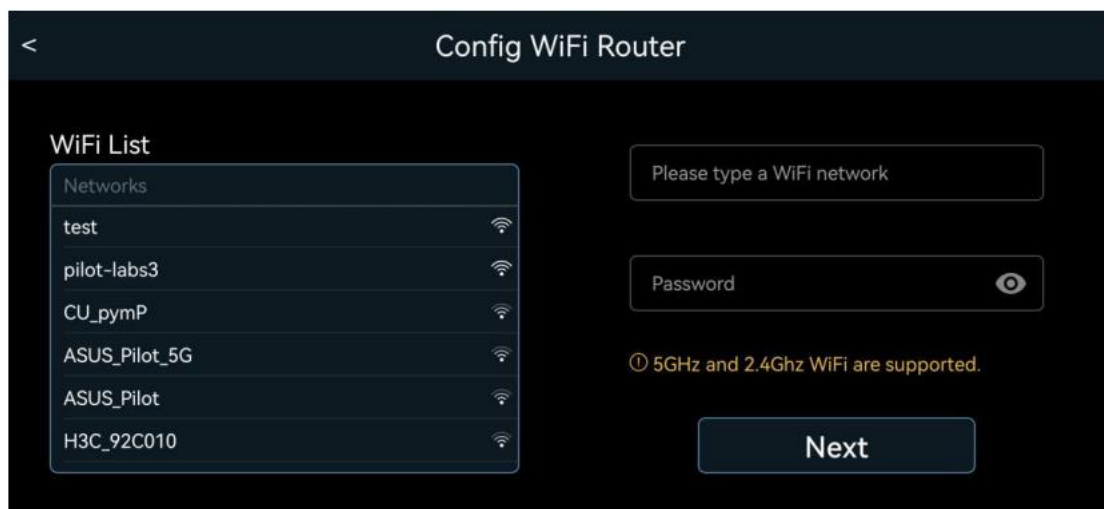 <
Config WiFi Router
WiFi List
Networks
test
pilot-labs3
CU_pymP
ASUS_Pilot_5G
ASUS_Pilot
H3C_92C010
Please type a WiFi network
Password
5GHz and 2.4Ghz WiFi are supported.
Next